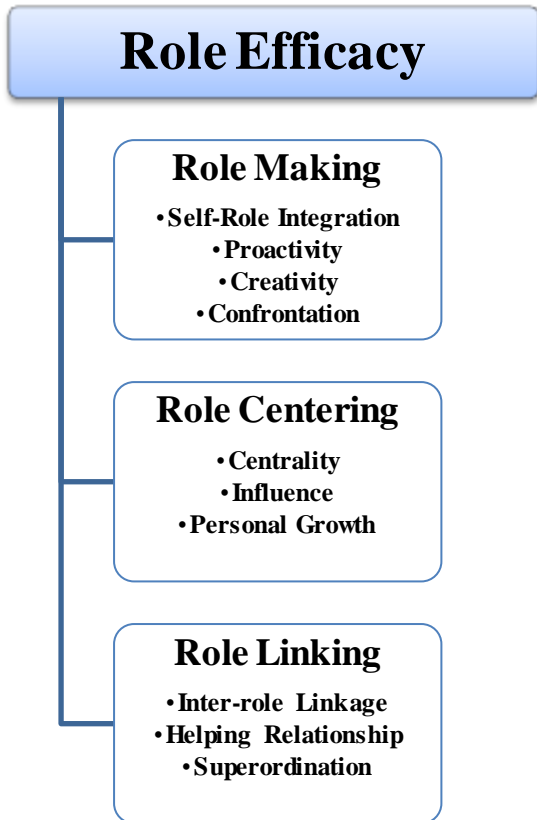 Role Efficacy
Role Making
•Self-Role Integration
•Proactivity
•Creativity
•Confrontation
Role Centering
•Centrality
•Influence
•Personal Growth
Role Linking
•Inter-role Linkage
•Helping Relationship
•Superordination